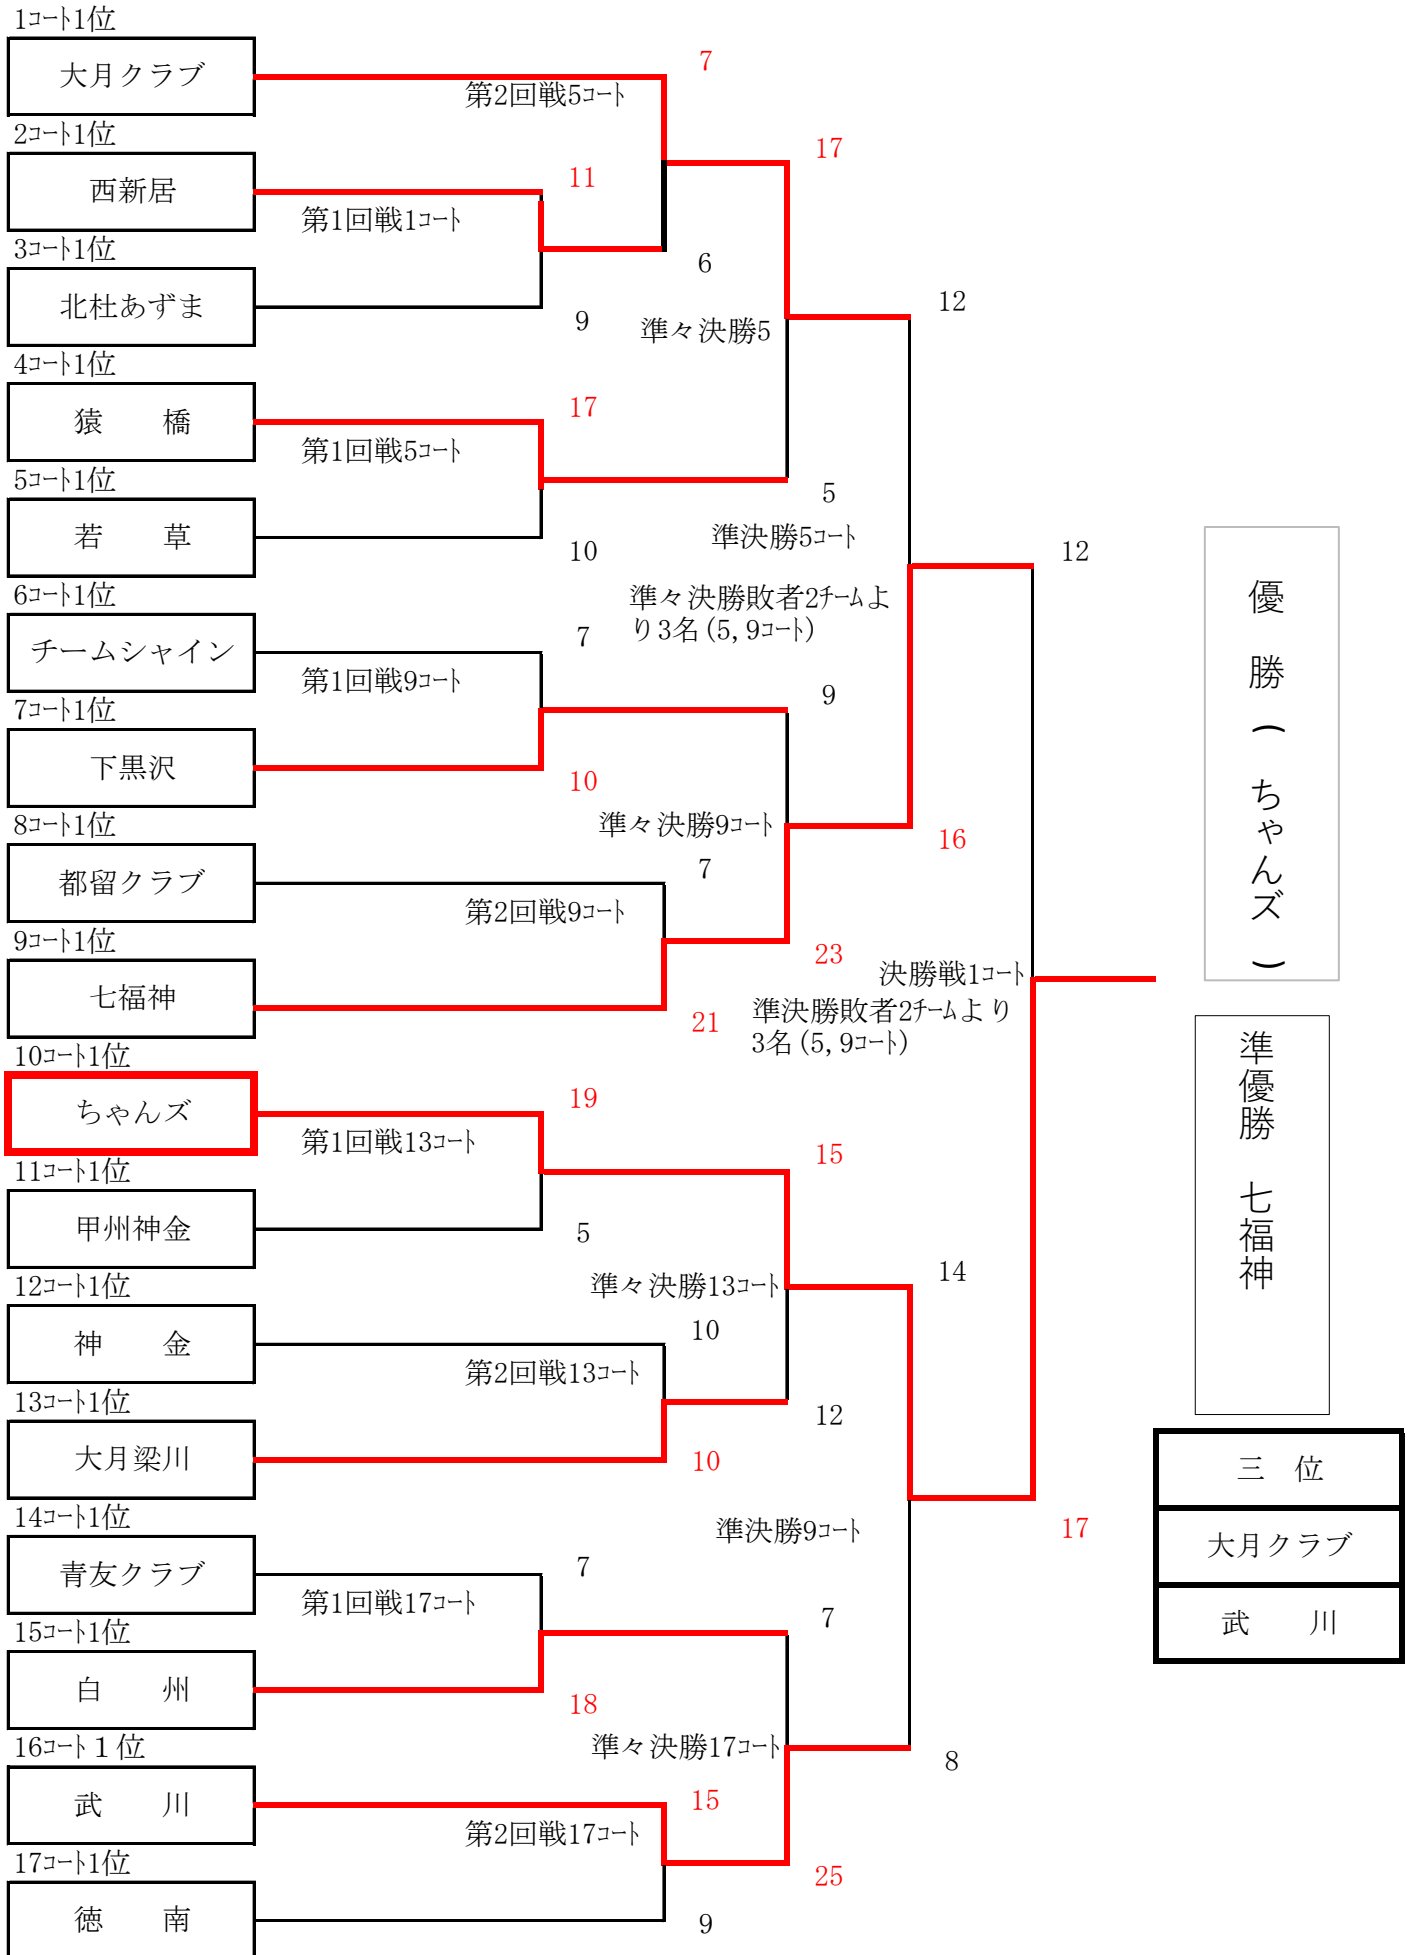 1コート1位
大月クラブ
7
第2回戦5コート
2コート1位
17
西新居
11
第1回戦1コート
3コート1位
6
北杜あずま
12
9
準々決勝5
4コート1位
17
猿　橋
第1回戦5コート
5コート1位
5
若　草
準決勝5コート
10
12
6コート1位
準々決勝敗者2チームよ
り3名(5,9コート)
7
チームシャイン
第1回戦9コート
9
7コート1位
下黒沢
10
8コート1位
準々決勝9コート
16
7
都留クラブ
第2回戦9コート
9コート1位
23
決勝戦1コート
七福神
21
準決勝敗者2チームより
3名(5,9コート)
10コート1位
ちゃんズ
19
第1回戦13コート
15
11コート1位
甲州神金
5
14
12コート1位
準々決勝13コート
10
神　金
第2回戦13コート
13コート1位
12
大月梁川
10
14コート1位
準決勝9コート
17
青友クラブ
7
第1回戦17コート
7
15コート1位
白　州
18
16コート１位
準々決勝17コート
8
武　川
15
第2回戦17コート
17コート1位
25
徳　南
9
優勝(ちゃんズ)
準優勝　七福神
三　位
大月クラブ
武　川